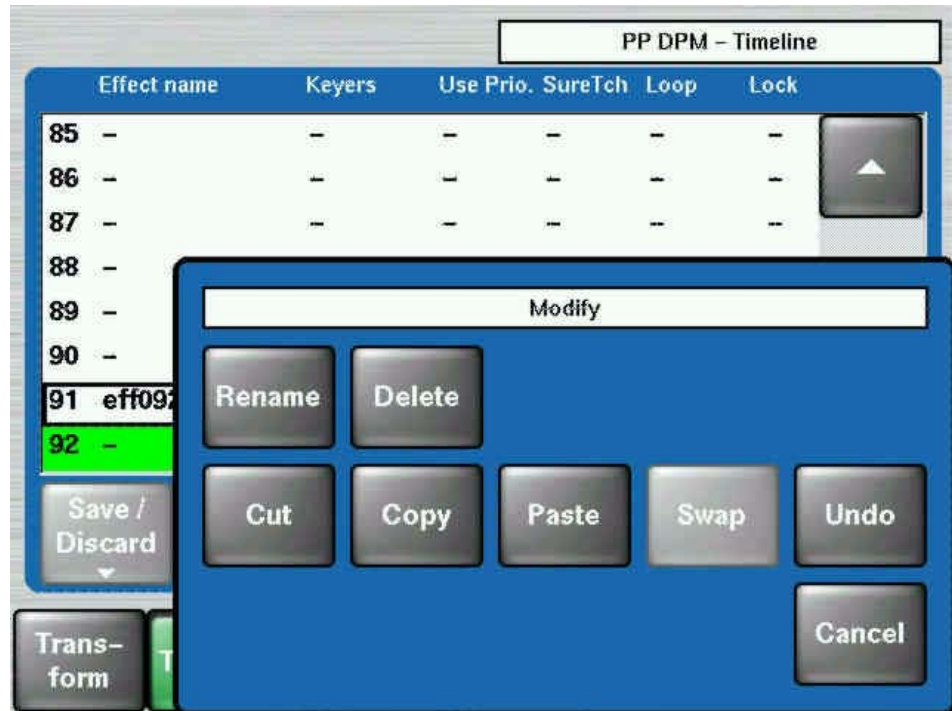 PP DPM – Timeline
Effect name Keyers Use Prio. SureTch Loop Lock
85 – – – – – –
86 – – – – – –
87 – – – – – –
88 –
89 –
90 –
91 eff092
92 –
Modify
Rename Delete
Cut Copy Paste Swap Undo
Cancel
Save /
Discard
Trans–
form
T